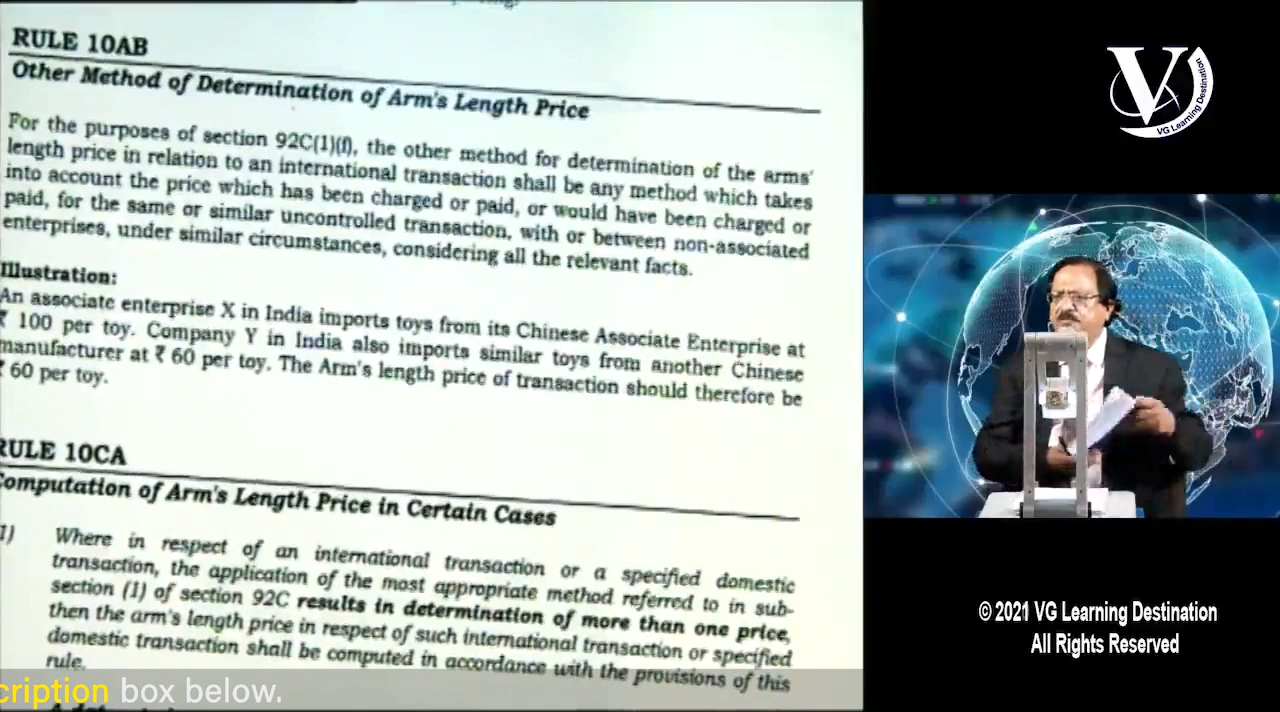 RULE 10AB
Other Method of Determination of Arm's Length Price
For the purposes of section 92C(1)(f), the other method for determination of the arms'
length price in relation to an international transaction shall be any method which takes
into account the price which has been charged or paid, or would have been charged or
paid, for the same or similar uncontrolled transaction, with or between non-associated
enterprises, under similar circumstances, considering all the relevant facts.
Illustration:
An associate enterprise X in India imports toys from its Chinese Associate Enterprise at
₹ 100 per toy. Company Y in India also imports similar toys from another Chinese
manufacturer at ₹ 60 per toy. The Arm's length price of transaction should therefore be
₹ 60 per toy.
RULE 10CA
Computation of Arm's Length Price in Certain Cases
1) Where in respect of an international transaction or a specified domestic
transaction, the application of the most appropriate method referred to in sub-
section (1) of section 92C results in determination of more than one price,
then the arm's length price in respect of such international transaction or specified
domestic transaction shall be computed in accordance with the provisions of this
rule.
cription box below.
V
VG Learning Destination
© 2021 VG Learning Destination
All Rights Reserved